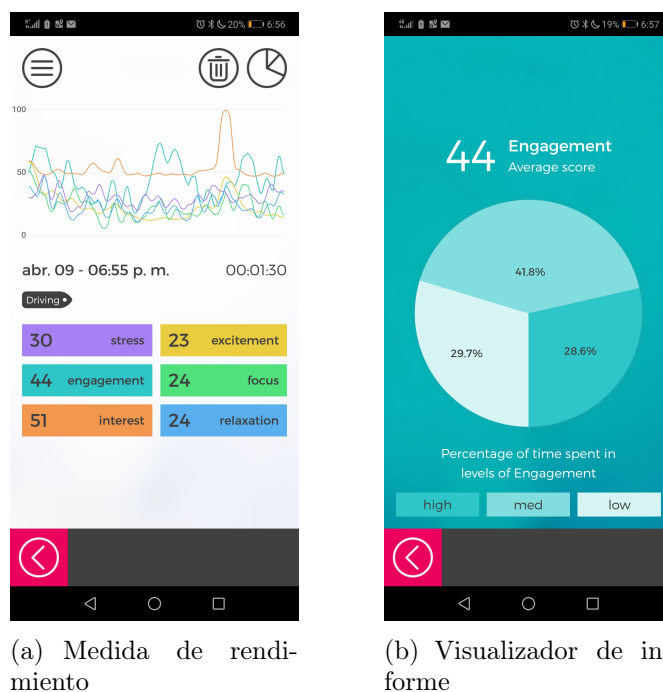 20% 6:56
100
50
0
abr. 09 - 06:55 p. m. 00:01:30
Driving
30 stress
23 excitement
44 engagement
24 focus
51 interest
24 relaxation
(a) Medida de rendi-
miento
19% 6:57
44 Engagement
Average score
41.8%
29.7%
28.6%
Percentage of time spent in
levels of Engagement
high med low
(b) Visualizador de in
forme